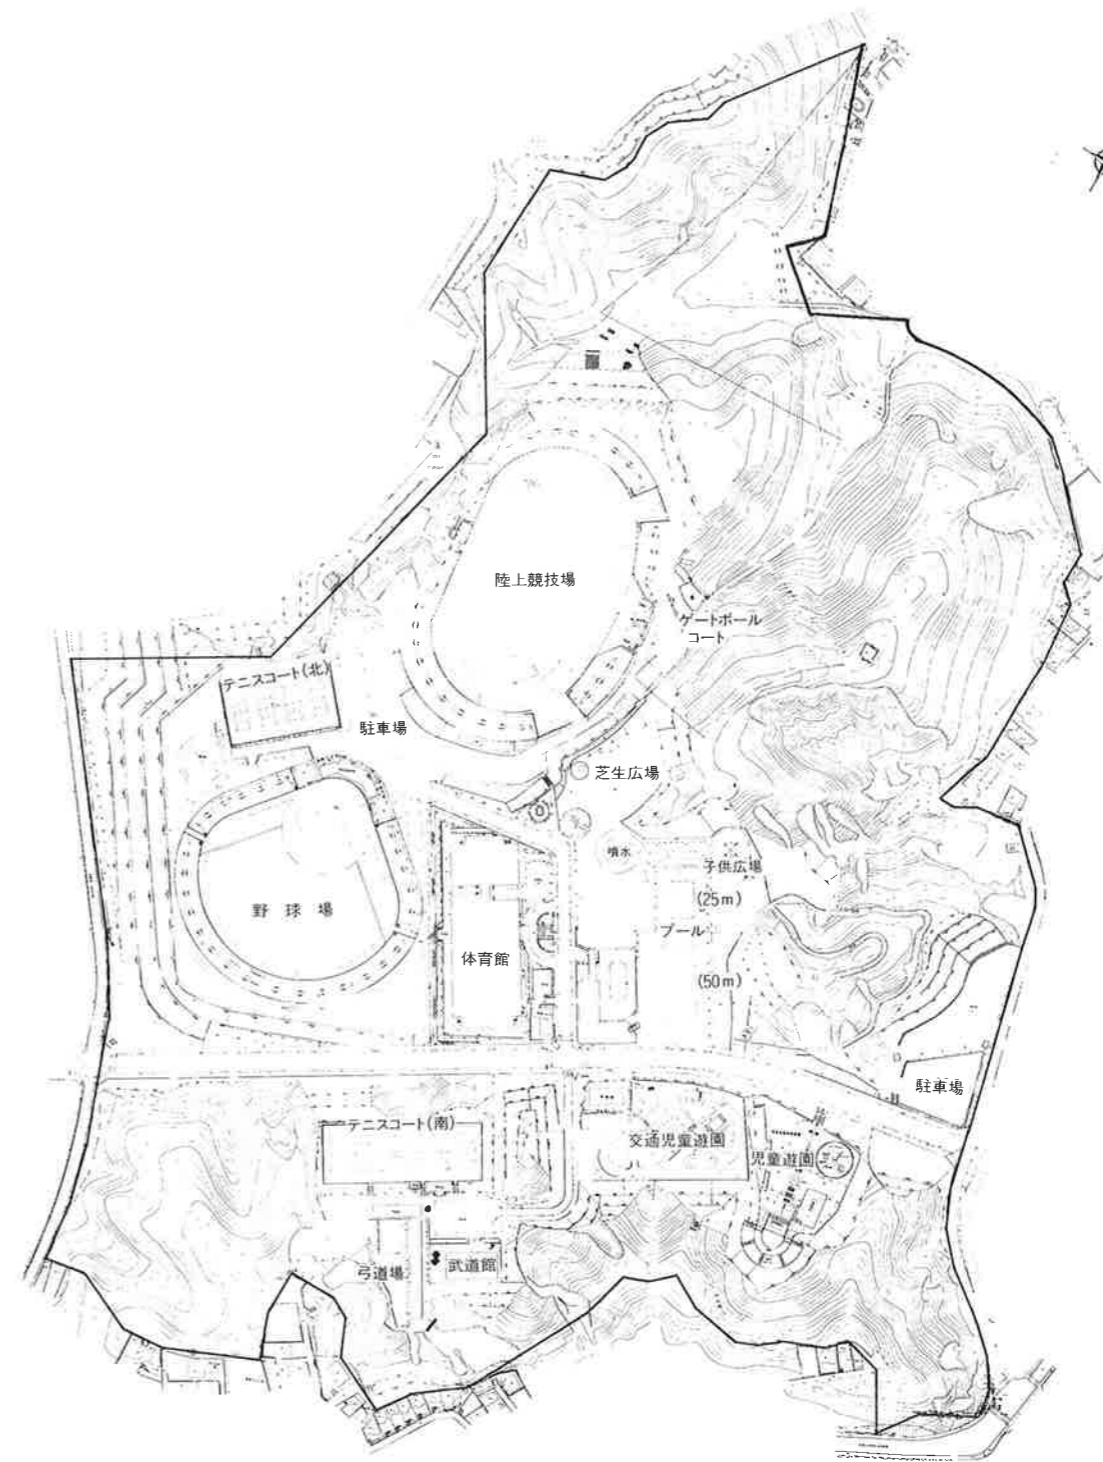 陸上競技場
ゲートボール
コート
テニスコート(北)
駐車場
芝生広場
噴水
子供広場
(25m)
野球場
プール
体育館
(50m)
駐車場
テニスコート(南)
交通児童遊園
児童遊園
弓道場
武道館